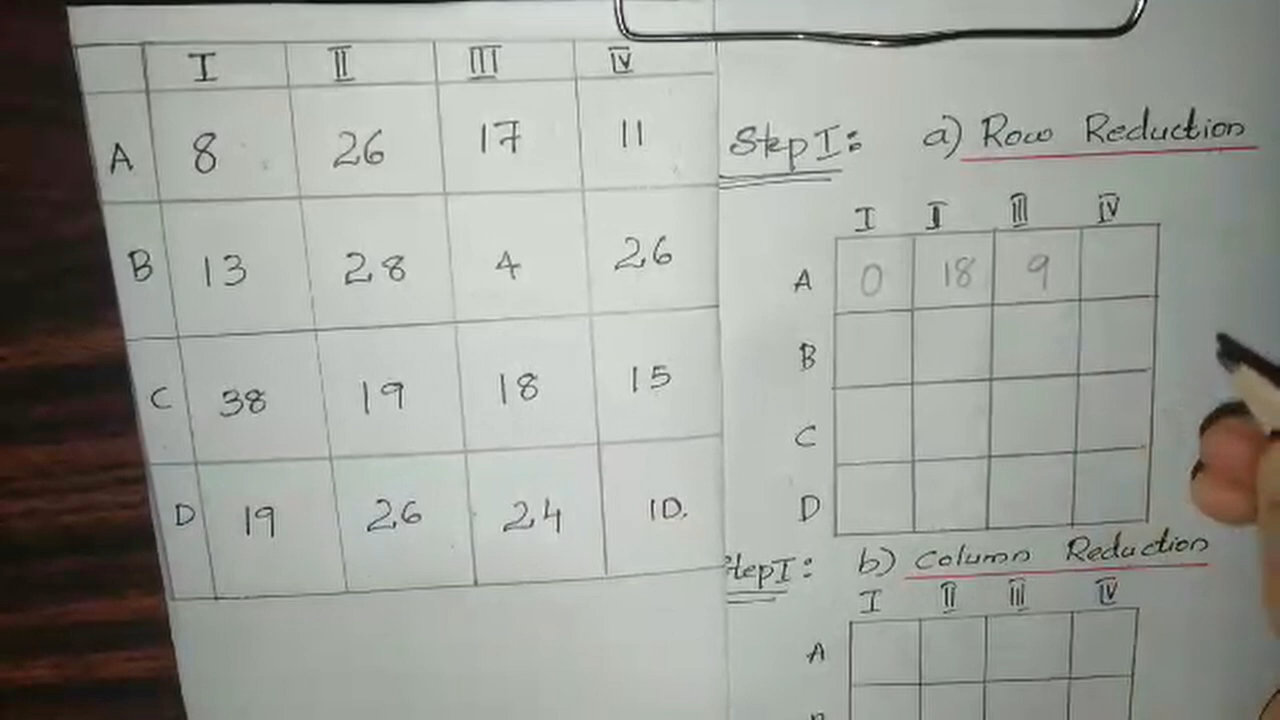 I II III IV
A 8 26 17 11
B 13 28 4 26
C 38 19 18 15
D 19 26 24 10.
Step I: a) Row Reduction
I II III IV
A 0 18 9
B
C
D
Step I: b) Column Reduction
I II III IV
A